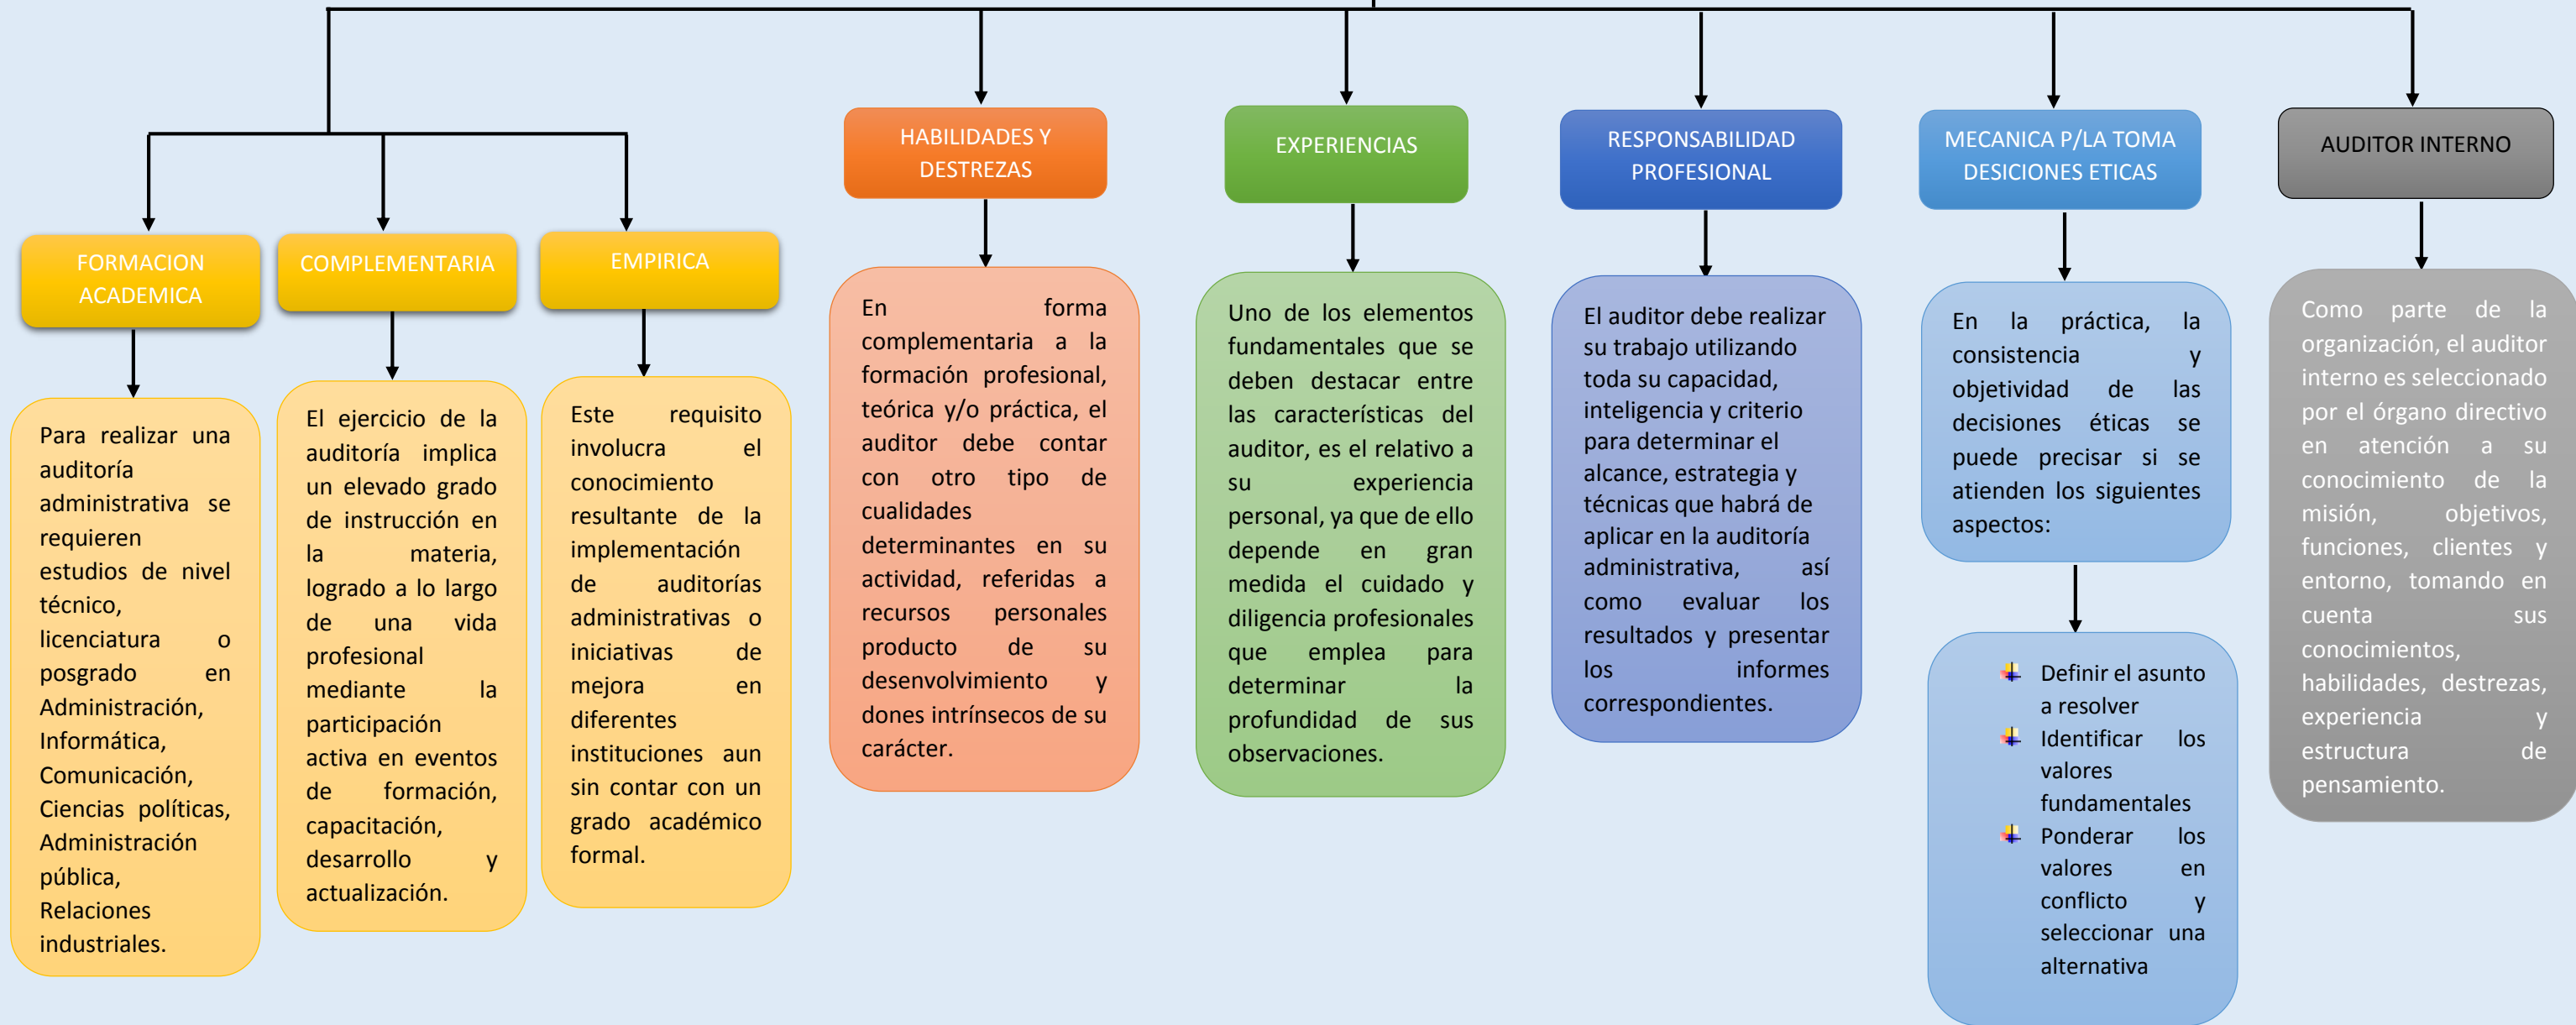 FORMACION
ACADEMICA
Para realizar una
auditoría
administrativa se
requieren
estudios de nivel
técnico,
licenciatura o
posgrado en
Administración,
Informática,
Comunicación,
Ciencias políticas,
Administración
pública,
Relaciones
industriales.
COMPLEMENTARIA
El ejercicio de la
auditoría implica
un elevado grado
de instrucción en
la materia,
logrado a lo largo
de una vida
profesional
mediante la
participación
activa en eventos
de formación,
capacitación,
desarrollo y
actualización.
EMPIRICA
Este requisito
involucra el
conocimiento
resultante de la
implementación
de auditorías
administrativas o
iniciativas de
mejora en
diferentes
instituciones aun
sin contar con un
grado académico
formal.
HABILIDADES Y
DESTREZAS
En forma
complementaria a la
formación profesional,
teórica y/o práctica, el
auditor debe contar
con otro tipo de
cualidades
determinantes en su
actividad, referidas a
recursos personales
producto de su
desenvolvimiento y
dones intrínsecos de su
carácter.
EXPERIENCIAS
Uno de los elementos
fundamentales que se
deben destacar entre
las características del
auditor, es el relativo a
su experiencia
personal, ya que de ello
depende en gran
medida el cuidado y
diligencia profesionales
que emplea para
determinar la
profundidad de sus
observaciones.
RESPONSABILIDAD
PROFESIONAL
El auditor debe realizar
su trabajo utilizando
toda su capacidad,
inteligencia y criterio
para determinar el
alcance, estrategia y
técnicas que habrá de
aplicar en la auditoría
administrativa, así
como evaluar los
resultados y presentar
los informes
correspondientes.
MECANICA P/LA TOMA
DESICIONES ETICAS
En la práctica, la
consistencia y
objetividad de las
decisiones éticas se
puede precisar si se
atienden los siguientes
aspectos:
Definir el asunto
a resolver
Identificar los
valores
fundamentales
Ponderar los
valores en
conflicto y
seleccionar una
alternativa
AUDITOR INTERNO
Como parte de la
organización, el auditor
interno es seleccionado
por el órgano directivo
en atención a su
conocimiento de la
misión, objetivos,
funciones, clientes y
entorno, tomando en
cuenta sus
conocimientos,
habilidades, destrezas,
experiencia y
estructura de
pensamiento.